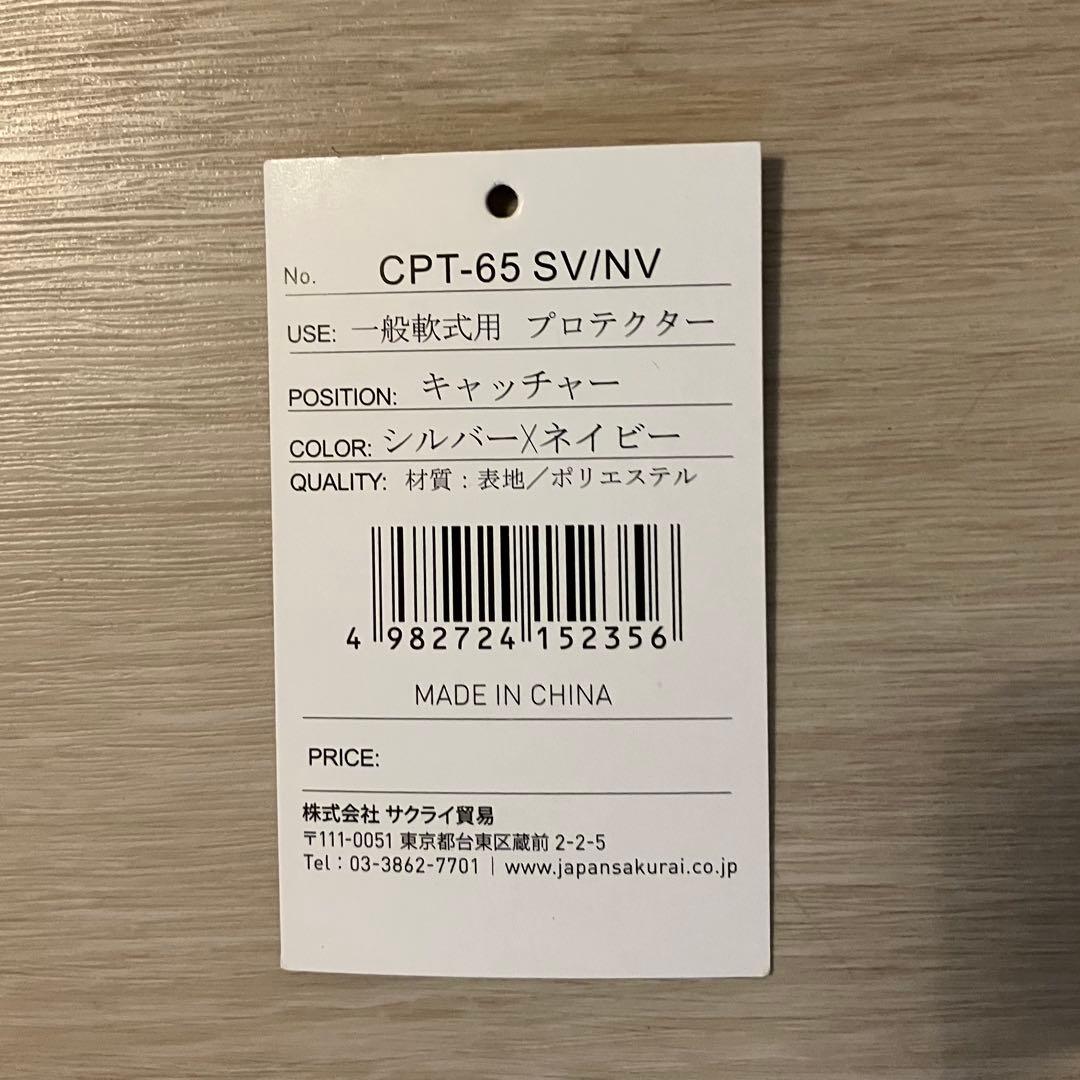 No. CPT-65 SV/NV
USE: 一般軟式用 プロテクター
POSITION: キャッチャー
COLOR: シルバー╳ネイビー
QUALITY: 材質：表地／ポリエステル
4 982724 152356
MADE IN CHINA
PRICE:
株式会社 サクライ貿易
〒111-0051 東京都台東区蔵前 2-2-5
Tel：03-3862-7701 | www.japansakurai.co.jp